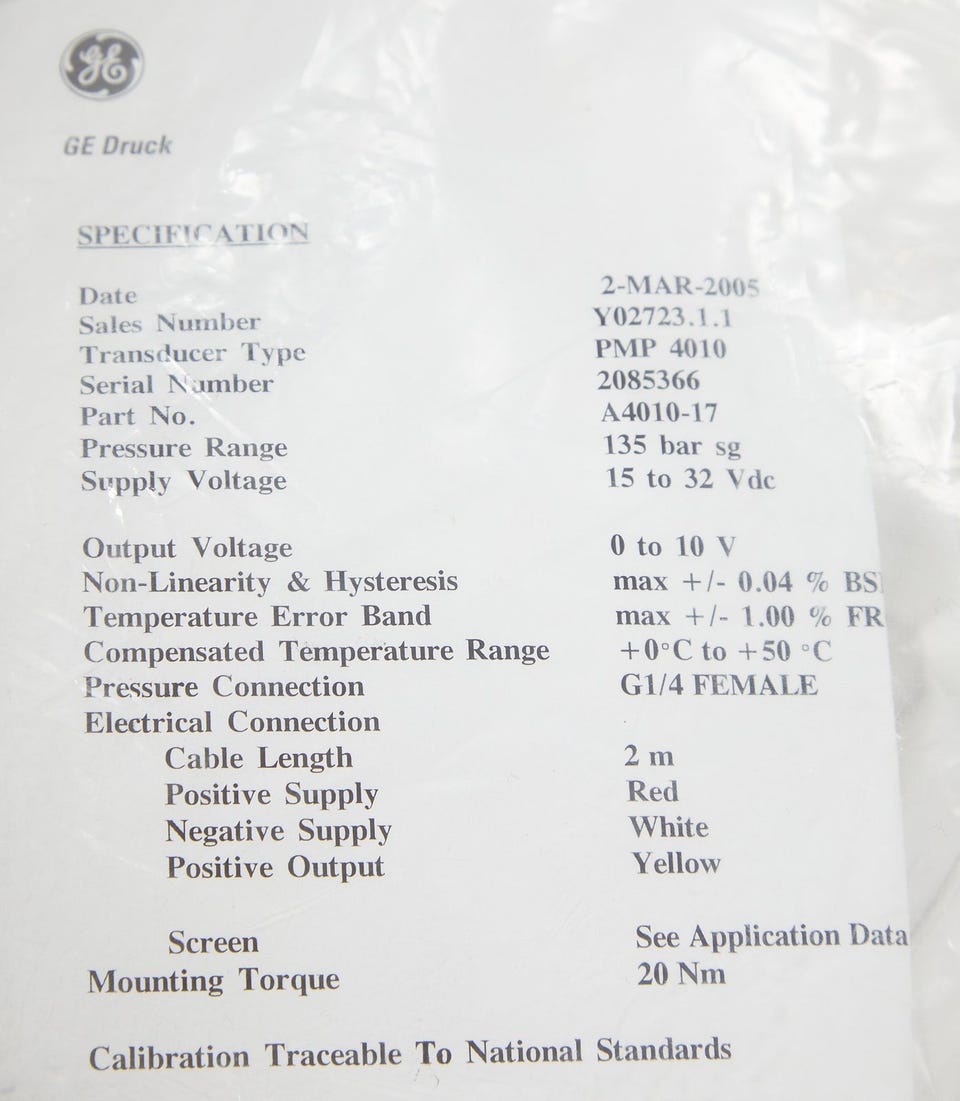 GE
GE Druck
SPECIFICATION
Date 2-MAR-2005
Sales Number Y02723.1.1
Transducer Type PMP 4010
Serial Number 2085366
Part No. A4010-17
Pressure Range 135 bar sg
Supply Voltage 15 to 32 Vdc
Output Voltage 0 to 10 V
Non-Linearity & Hysteresis max +/- 0.04 % BS
Temperature Error Band max +/- 1.00 % FR
Compensated Temperature Range +0°C to +50 °C
Pressure Connection G1/4 FEMALE
Electrical Connection
Cable Length 2 m
Positive Supply Red
Negative Supply White
Positive Output Yellow
Screen See Application Data
Mounting Torque 20 Nm
Calibration Traceable To National Standards